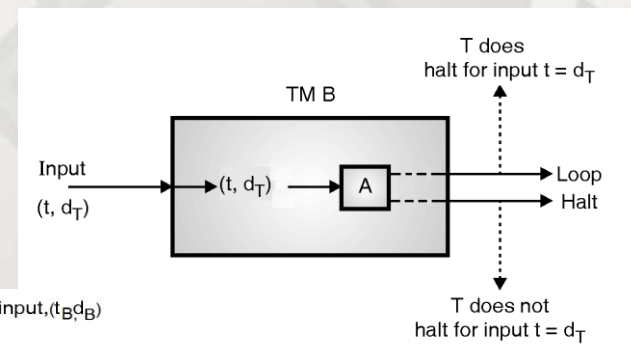 T does
halt for input t = dT
TM B
Input
(t, dT)
(t, dT)
A
Loop
Halt
input,(tB,dB)
T does not
halt for input t = dT